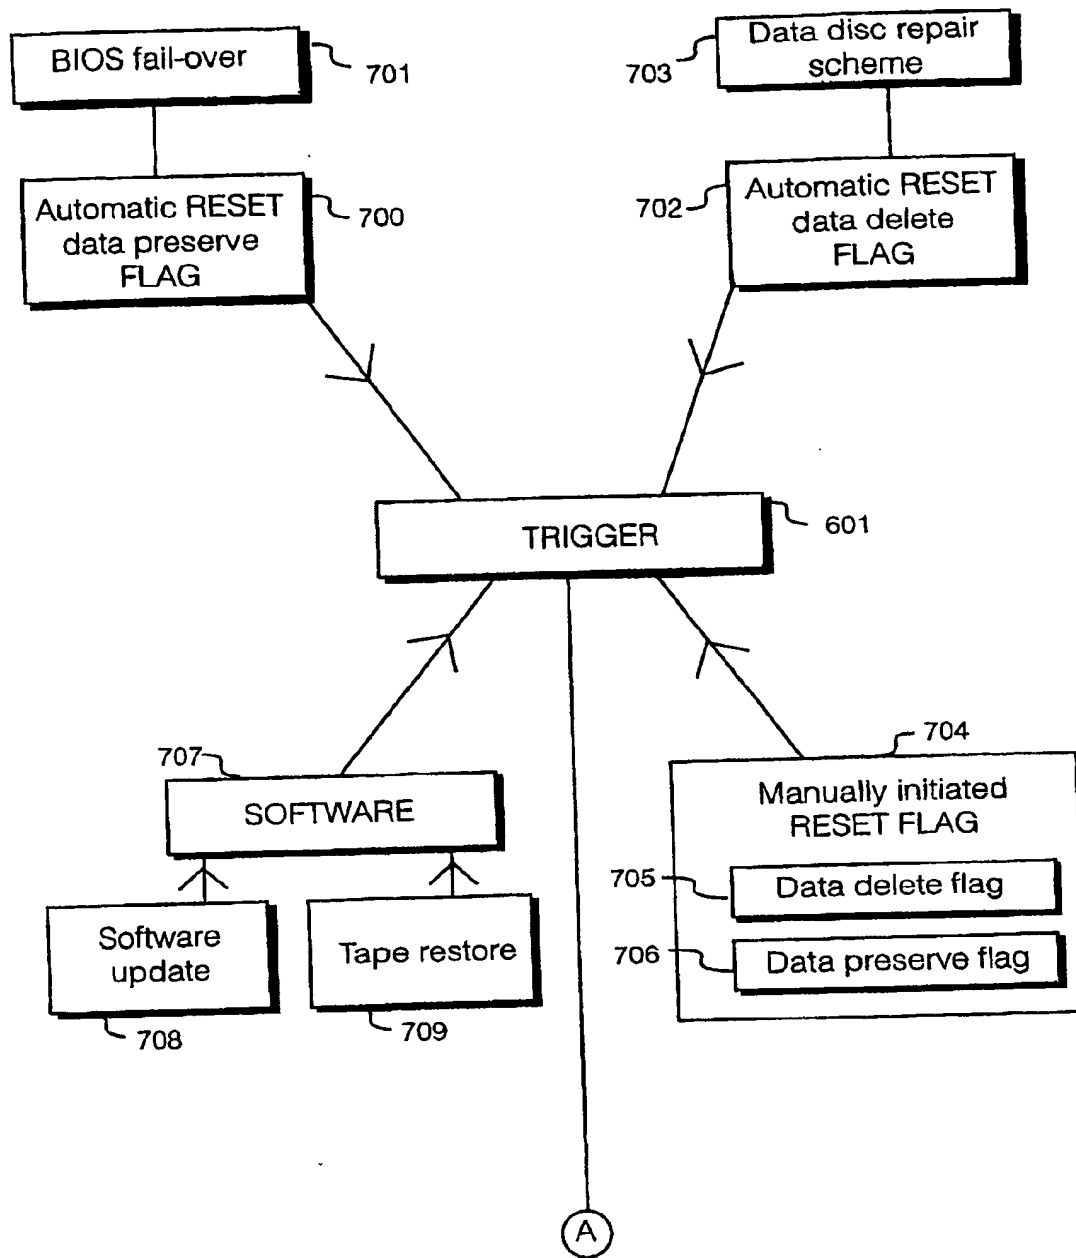 BIOS fail-over
701
Automatic RESET
data preserve
FLAG
700
Data disc repair
scheme
703
Automatic RESET
data delete
FLAG
702
TRIGGER
601
707
SOFTWARE
Software
update
708
Tape restore
709
704
Manually initiated
RESET FLAG
705
Data delete flag
706
Data preserve flag
A